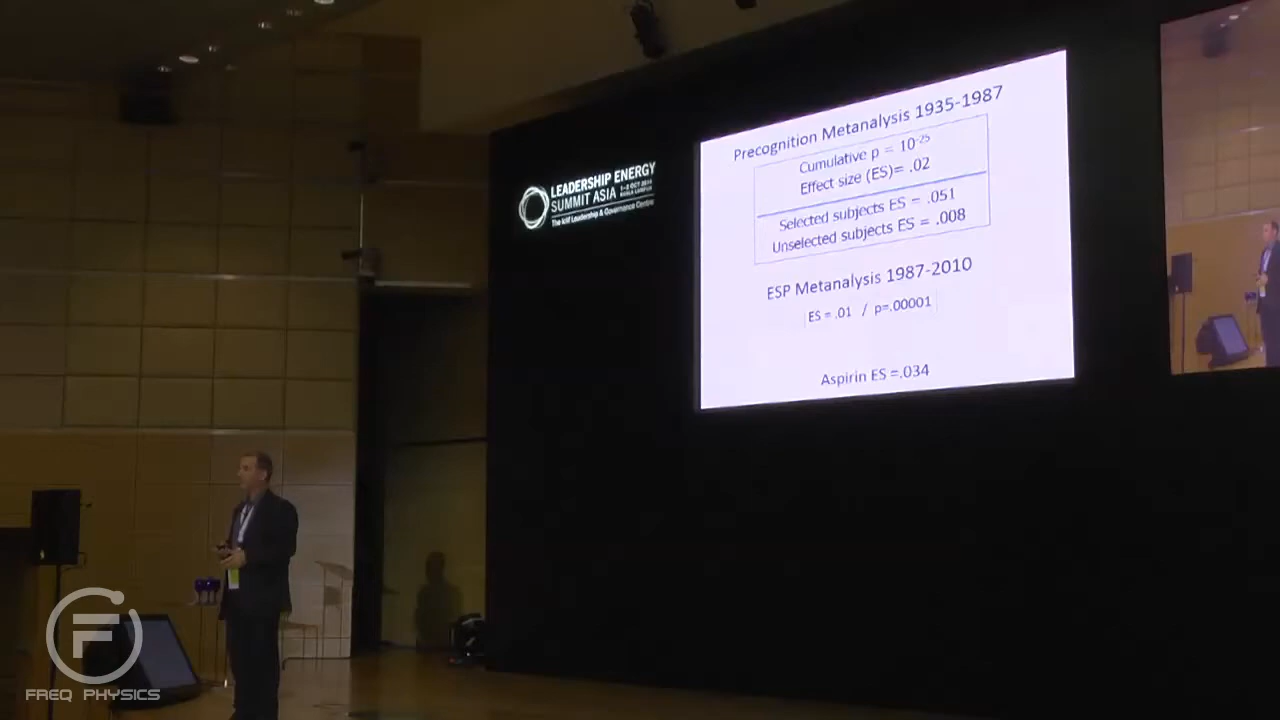 LEADERSHIP ENERGY
SUMMIT ASIA
The Iclif Leadership & Governance Centre
Precognition Metanalysis 1935-1987
Cumulative p = 10⁻²⁵
Effect size (ES)= .02
Selected subjects ES = .051
Unselected subjects ES = .008
ESP Metanalysis 1987-2010
ES = .01 / p=.00001
Aspirin ES =.034
F
FREQ PHYSICS